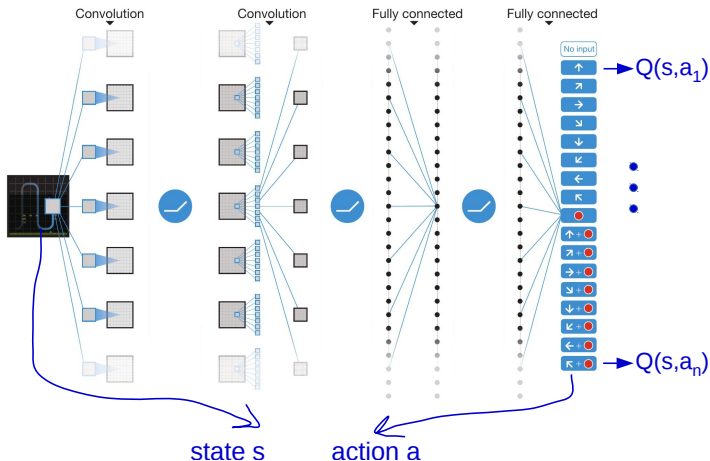 Convolution
Convolution
Fully connected
Fully connected
No input
Q(s,a1)
+
+
+
+
+
+
+
+
Q(s,an)
state s
action a